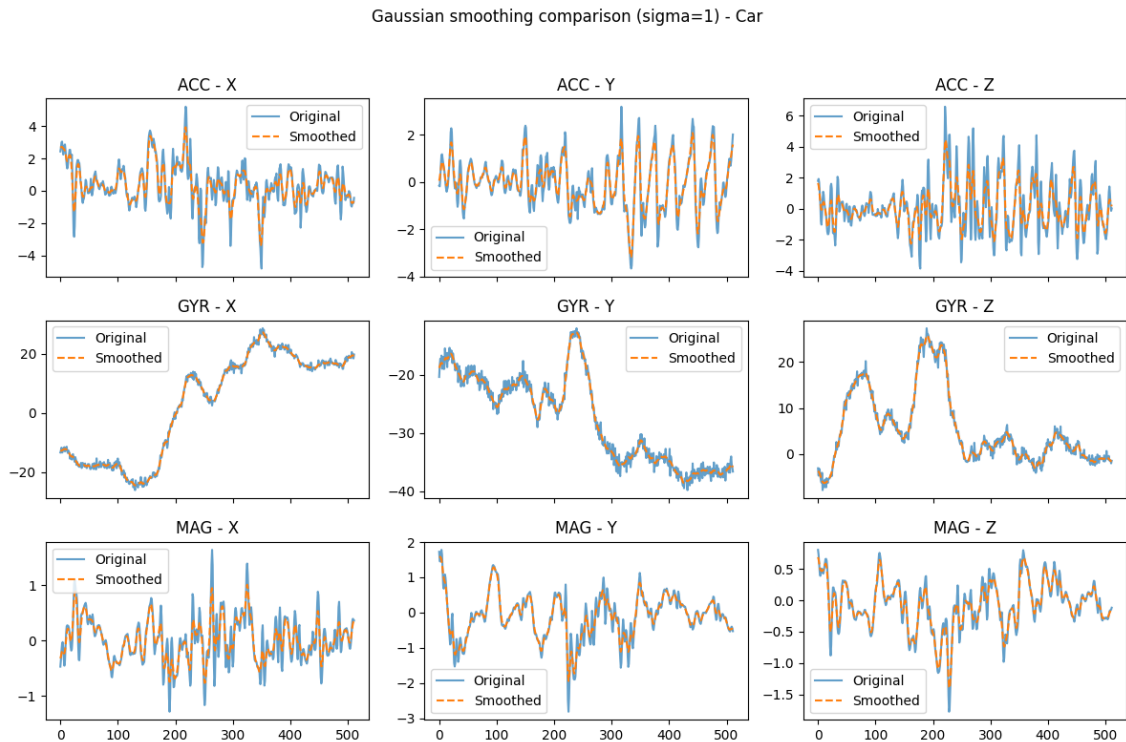 Gaussian smoothing comparison (sigma=1) - Car
ACC - X
4
2
0
−2
−4
Original
Smoothed
ACC - Y
2
0
−2
−4
Original
Smoothed
ACC - Z
6
4
2
0
−2
−4
Original
Smoothed
GYR - X
20
0
−20
Original
Smoothed
GYR - Y
−20
−30
−40
Original
Smoothed
GYR - Z
20
10
0
Original
Smoothed
MAG - X
1
0
−1
Original
Smoothed
0 100 200 300 400 500
MAG - Y
2
1
0
−1
−2
−3
Original
Smoothed
0 100 200 300 400 500
MAG - Z
0.5
0.0
−0.5
−1.0
−1.5
Original
Smoothed
0 100 200 300 400 500